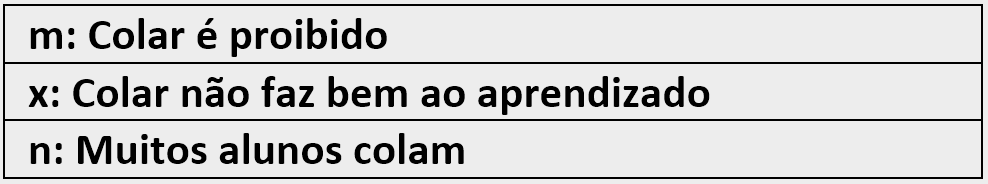 m: Colar é proibido
x: Colar não faz bem ao aprendizado
n: Muitos alunos colam